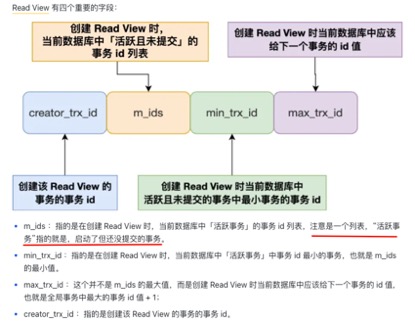 Read View 有四个重要的字段：
创建 Read View 时，
当前数据库中「活跃且未提交」的
事务 id 列表
创建 Read View 时当前数据库中应该
给下一个事务的 id 值
creator_trx_id
m_ids
min_trx_id
max_trx_id
创建该 Read View 的
事务的事务 id
创建 Read View 时当前数据库中
活跃且未提交的事务中最小事务的事务 id
m_ids ：指的是在创建 Read View 时，当前数据库中「活跃事务」的事务 id 列表，注意是一个列表，“活跃事
务”指的就是，启动了但还没提交的事务。
min_trx_id ：指的是在创建 Read View 时，当前数据库中「活跃事务」中事务 id 最小的事务，也就是 m_ids
的最小值。
max_trx_id ：这个并不是 m_ids 的最大值，而是创建 Read View 时当前数据库中应该给下一个事务的 id 值，
也就是全局事务中最大的事务 id 值 + 1；
creator_trx_id ：指的是创建该 Read View 的事务的事务 id。